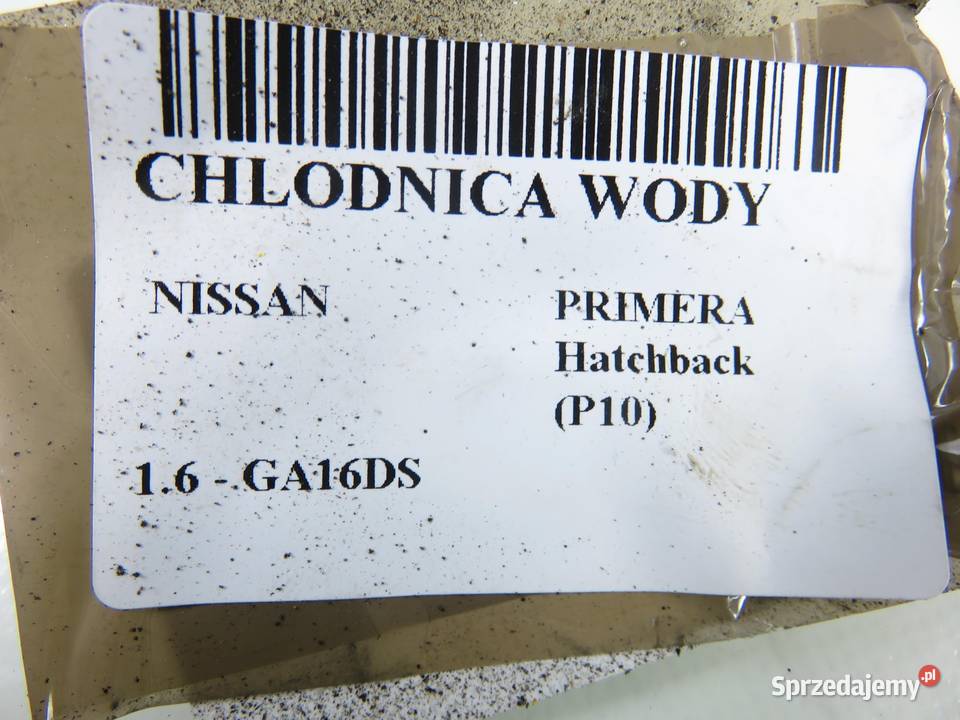 CHLODNICA WODY
NISSAN
PRIMERA
Hatchback
(P10)
1.6 - GA16DS
Sprzedajemy.pl